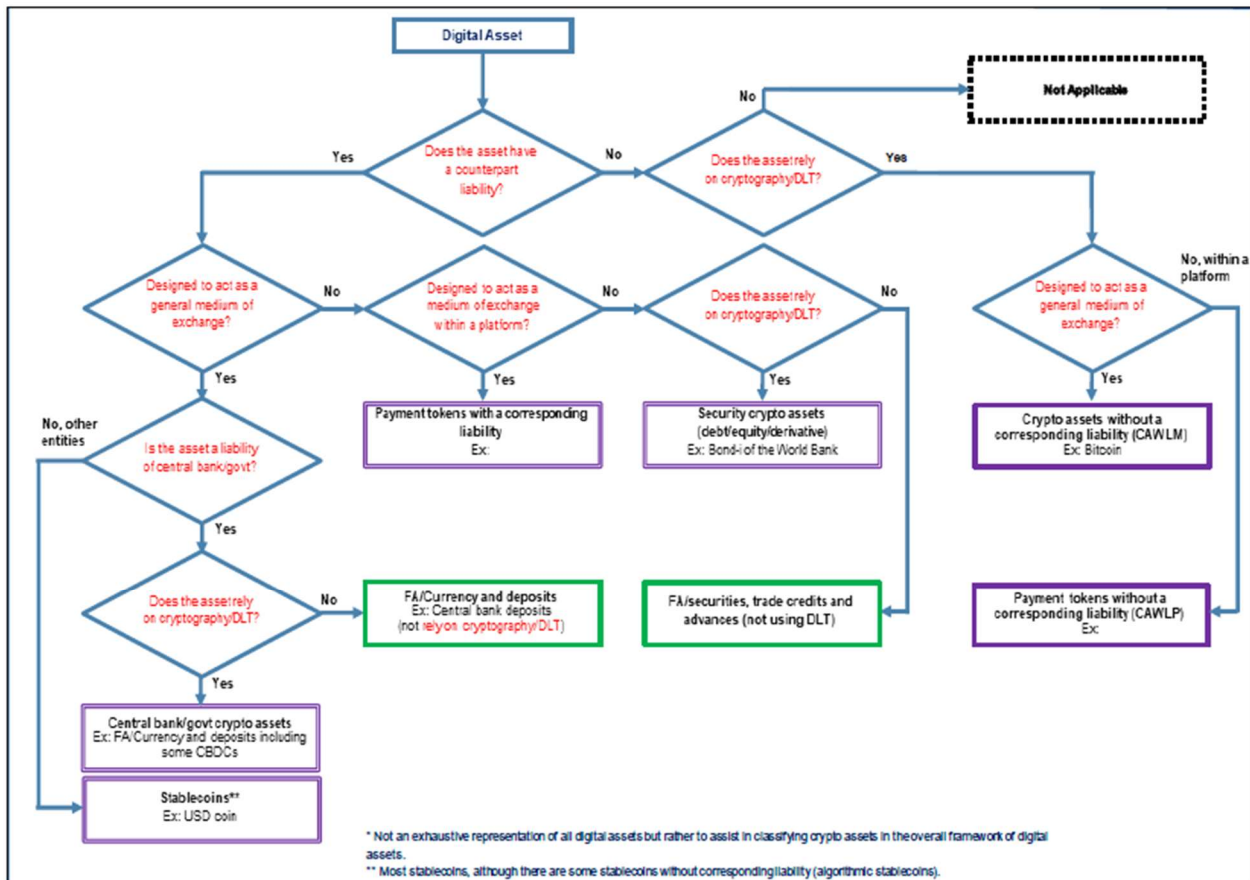 Digital Asset
No
Not Applicable
Yes
Does the asset have
a counterpart
liability?
No
Does the asset rely
on cryptography/DLT?
Yes
Designed to act as a
general medium of
exchange?
No
Designed to act as a
medium of exchange
within a platform?
No
Does the asset rely
on cryptography/DLT?
No
Designed to act as a
general medium of
exchange?
No, within a
platform
Yes
Yes
Yes
Yes
No, other
entities
Is the asset a liability
of central bank/govt?
Payment tokens with a corresponding
liability
Ex:
Security crypto assets
(debt/equity/derivative)
Ex: Bond-i of the World Bank
Crypto assets without
a corresponding liability (CAWLM)
Ex: Bitcoin
Yes
Does the asset rely
on cryptography/DLT?
No
FA/Currency and deposits
Ex: Central bank deposits
(not rely on cryptography/DLT)
FA/securities, trade credits and
advances (not using DLT)
Payment tokens without a
corresponding liability (CAWLP)
Ex:
Yes
Central bank/govt crypto assets
Ex: FA/Currency and deposits including
some CBDCs
Stablecoins**
Ex: USD coin
* Not an exhaustive representation of all digital assets but rather to assist in classifying crypto assets in the overall framework of digital
assets.
** Most stablecoins, although there are some stablecoins without corresponding liability (algorithmic stablecoins).